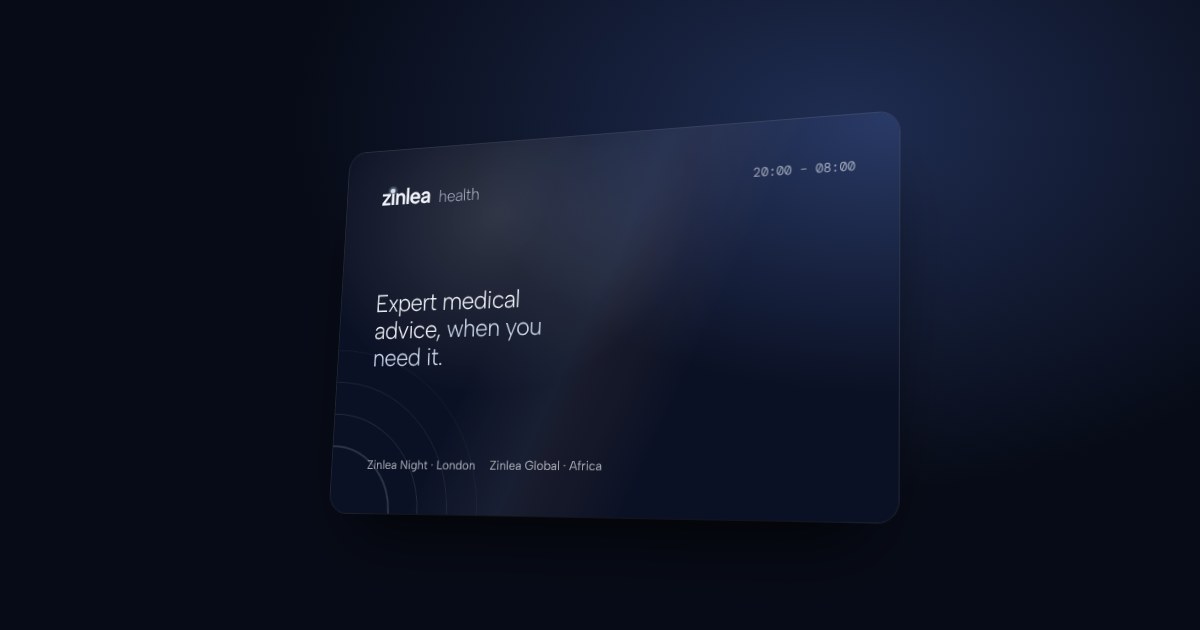 zinlea health
20:00 – 08:00
Expert medical
advice, when you
need it.
Zinlea Night · London Zinlea Global · Africa